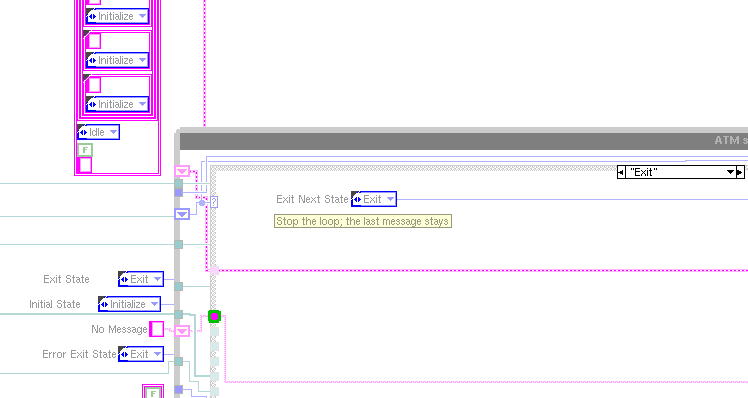 Initialize
Initialize
Initialize
Idle
F
ATM s
"Exit"
?
Exit Next State Exit
Stop the loop; the last message stays
Exit State Exit
Initial State Initialize
No Message
Error Exit State Exit
F